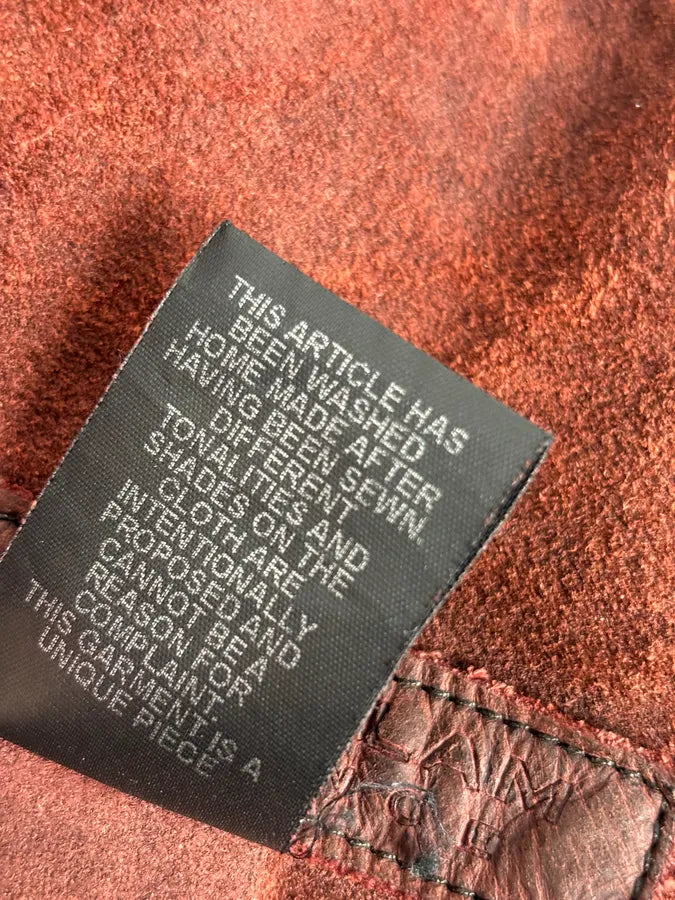 THIS ARTICLE HAS
BEEN WASHED
HOME MADE AFTER
HAVING BEEN SEWN.
DIFFERENT
TONALITIES AND
SHADES ON THE
CLOTH ARE
INTENTIONALLY
PROPOSED AND
CANNOT BE A
REASON FOR
COMPLAINT.
THIS GARMENT IS A
UNIQUE PIECE